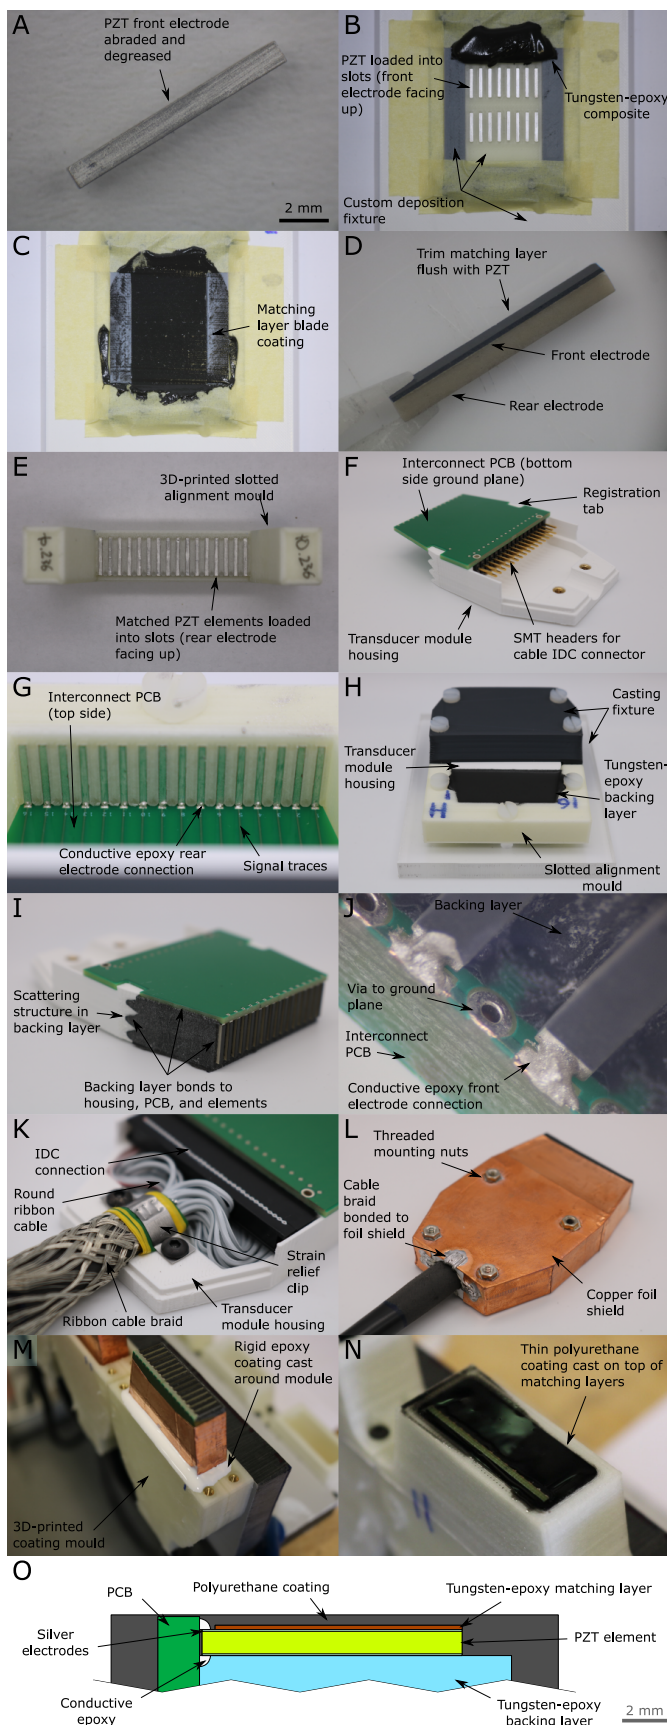 A
PZT front electrode
abraded and
degreased
2 mm
B
PZT loaded into
slots (front
electrode facing
up)
Tungsten-epoxy
composite
Custom deposition
fixture
C
Matching
layer blade
coating
D
Trim matching layer
flush with PZT
Front electrode
Rear electrode
E
3D-printed slotted
alignment mould
Matched PZT elements loaded
into slots (rear electrode
facing up)
F
Interconnect PCB (bottom
side ground plane)
Registration
tab
Transducer module
housing
SMT headers for
cable IDC connector
G
Interconnect PCB
(top side)
Conductive epoxy rear
electrode connection
Signal traces
H
Casting
fixture
Transducer
module
housing
Tungsten-
epoxy
backing
layer
16
Slotted alignment
mould
I
Scattering
structure in
backing layer
Backing layer bonds to
housing, PCB, and elements
J
Backing layer
Via to ground
plane
Interconnect
PCB
Conductive epoxy front
electrode connection
K
IDC
connection
Round
ribbon
cable
Strain
relief
clip
Ribbon cable braid
Transducer
module housing
L
Threaded
mounting nuts
Cable
braid
bonded to
foil shield
Copper foil
shield
M
Rigid epoxy
coating cast
around module
3D-printed
coating mould
N
Thin polyurethane
coating cast on top of
matching layers
O
PCB
Polyurethane coating
Tungsten-epoxy matching layer
Silver
electrodes
PZT element
Conductive
epoxy
Tungsten-epoxy
backing layer
2 mm